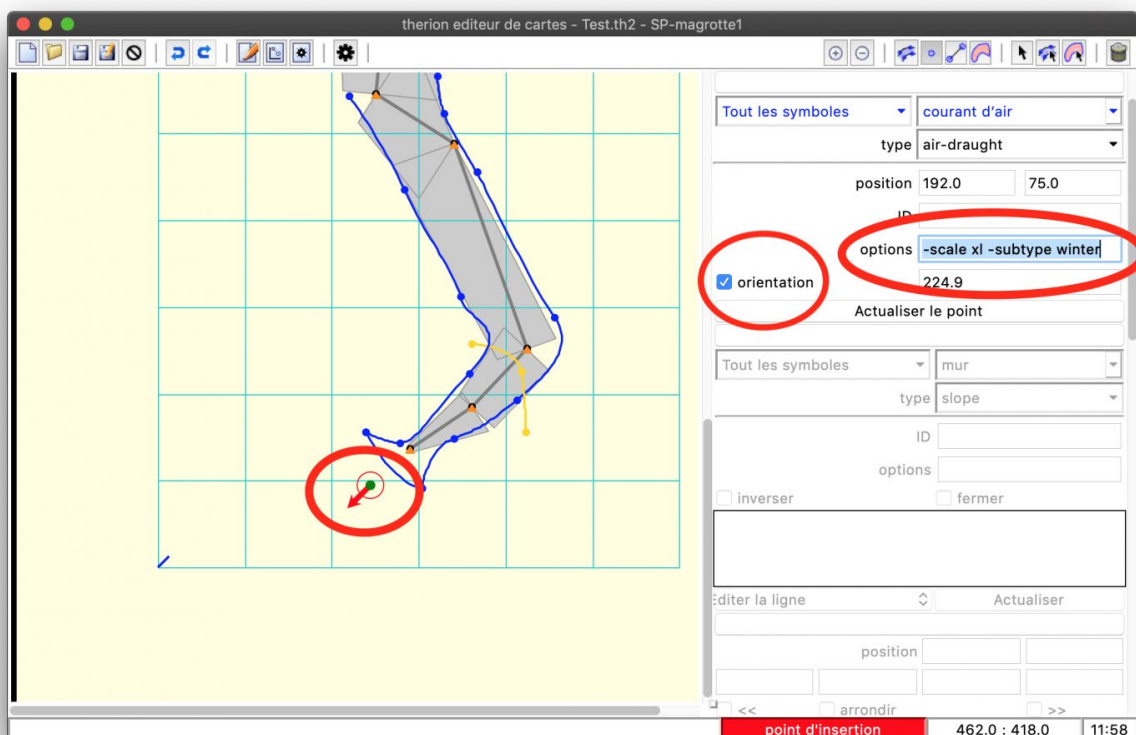 therion editeur de cartes - Test.th2 - SP-magrotte1
Tout les symboles courant d'air
type air-draught
position 192.0 75.0
ID
options -scale xl -subtype winter
orientation 224.9
Actualiser le point
Tout les symboles mur
type slope
ID
options
inverser fermer
Editer la ligne Actualiser
position
<< arrondir >>
point d'insertion 462.0 : 418.0 11:58